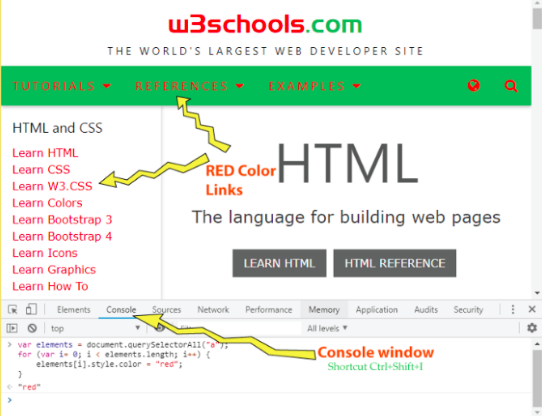 w3schools.com
THE WORLD'S LARGEST WEB DEVELOPER SITE
TUTORIALS REFERENCES EXAMPLES
HTML and CSS
Learn HTML
Learn CSS
Learn W3.CSS
Learn Colors
Learn Bootstrap 3
Learn Bootstrap 4
Learn Icons
Learn Graphics
Learn How To
RED Color
Links
HTML
The language for building web pages
LEARN HTML HTML REFERENCE
Elements Console Sources Network Performance Memory Application Audits Security
top All levels
> var elements = document.querySelectorAll("a");
for (var i= 0; i < elements.length; i++) {
elements[i].style.color = "red";
}
"red"
>
Console window
Shortcut Ctrl+Shift+I